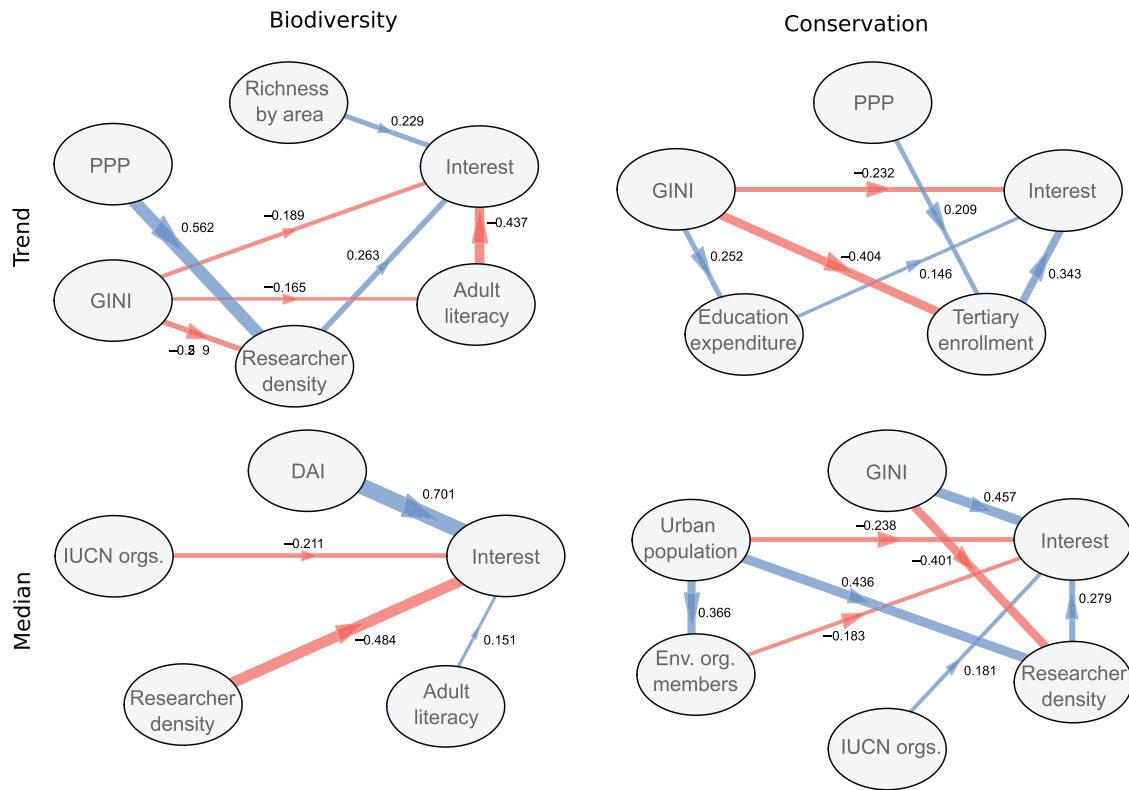 Biodiversity
Conservation
Trend
Richness
by area
PPP
Interest
GINI
Adult
literacy
Researcher
density
0.229
0.562
−0.189
−0.437
0.263
−0.165
PPP
GINI
Interest
Education
expenditure
Tertiary
enrollment
−0.232
0.209
0.252
−0.404
0.146
0.343
Median
DAI
IUCN orgs.
Interest
Researcher
density
Adult
literacy
0.701
−0.211
−0.484
0.151
GINI
Urban
population
Interest
Env. org.
members
Researcher
density
IUCN orgs.
0.457
−0.238
−0.401
0.436
0.366
0.279
−0.183
0.181